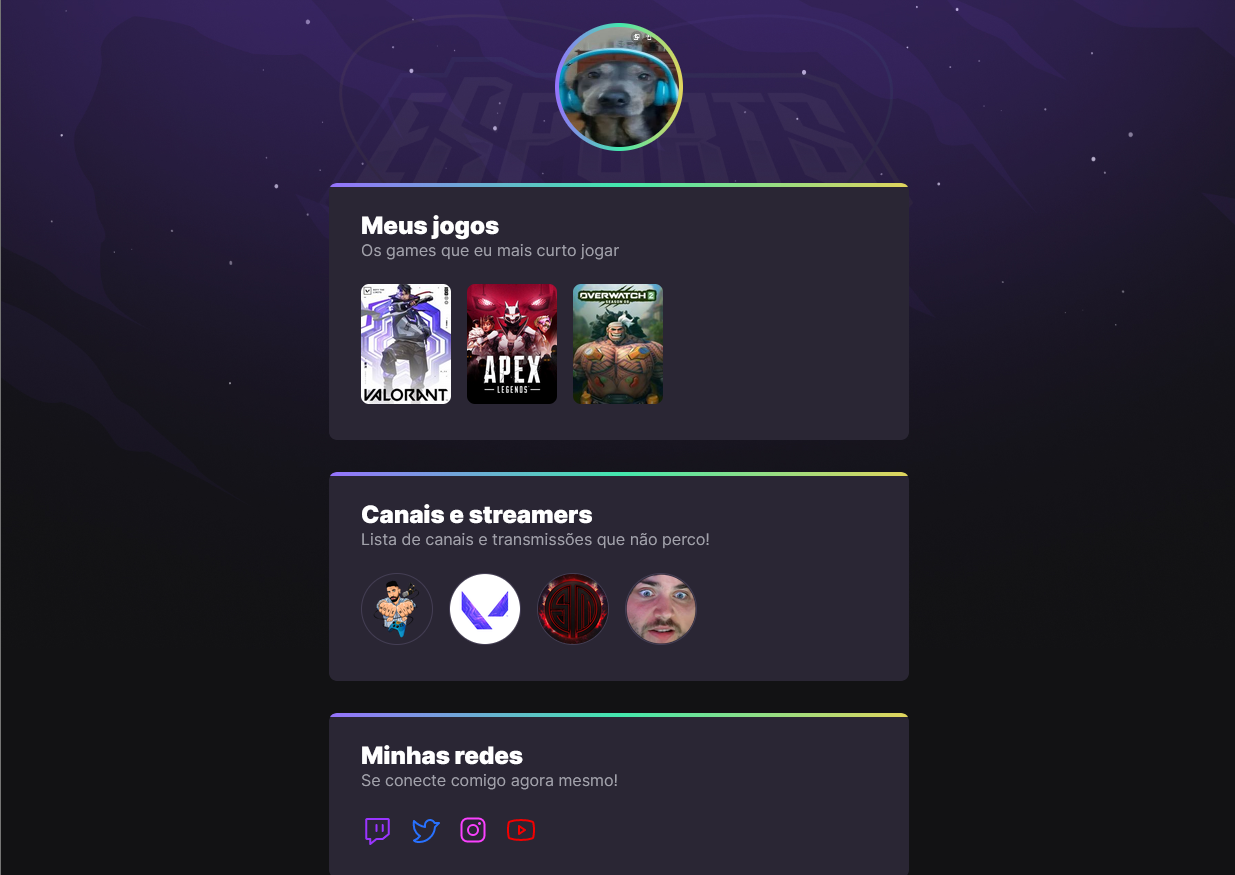 ESPORTS
Meus jogos
Os games que eu mais curto jogar
VALORANT
APEX
LEGENDS
OVERWATCH 2
Canais e streamers
Lista de canais e transmissões que não perco!
Minhas redes
Se conecte comigo agora mesmo!